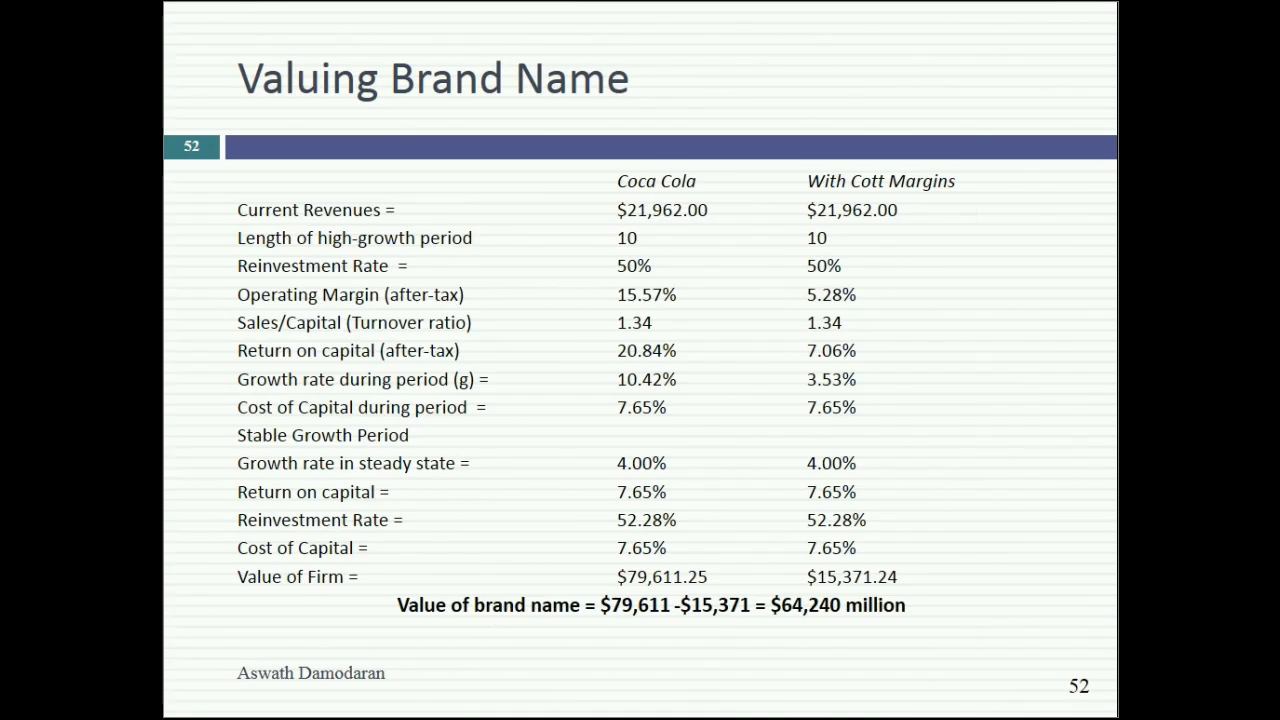 Valuing Brand Name
52
Coca Cola With Cott Margins
Current Revenues = $21,962.00 $21,962.00
Length of high-growth period 10 10
Reinvestment Rate = 50% 50%
Operating Margin (after-tax) 15.57% 5.28%
Sales/Capital (Turnover ratio) 1.34 1.34
Return on capital (after-tax) 20.84% 7.06%
Growth rate during period (g) = 10.42% 3.53%
Cost of Capital during period = 7.65% 7.65%
Stable Growth Period
Growth rate in steady state = 4.00% 4.00%
Return on capital = 7.65% 7.65%
Reinvestment Rate = 52.28% 52.28%
Cost of Capital = 7.65% 7.65%
Value of Firm = $79,611.25 $15,371.24
Value of brand name = $79,611 -$15,371 = $64,240 million
Aswath Damodaran
52